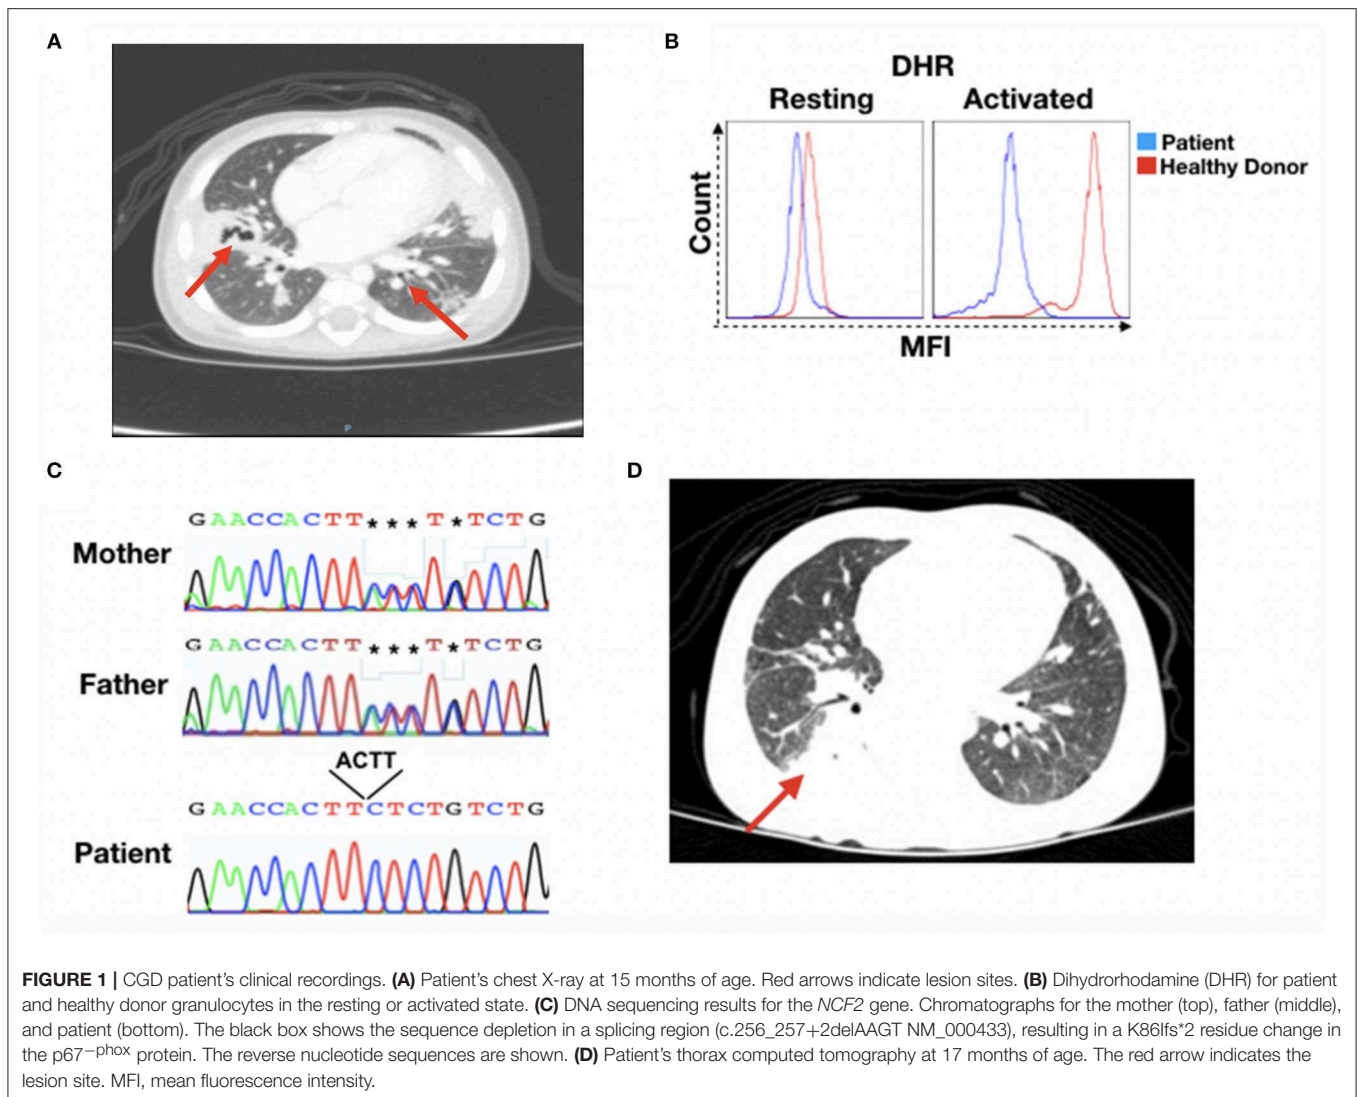 A
B
DHR
Resting Activated
Patient
Healthy Donor
Count
MFI
P
C
D
GAACCACTT***T*TCTG
Mother
GAACCACTT***T*TCTG
Father
ACTT
GAACCACTTCTCTGTCTG
Patient
FIGURE 1 | CGD patient's clinical recordings. (A) Patient's chest X-ray at 15 months of age. Red arrows indicate lesion sites. (B) Dihydrorhodamine (DHR) for patient
and healthy donor granulocytes in the resting or activated state. (C) DNA sequencing results for the NCF2 gene. Chromatographs for the mother (top), father (middle),
and patient (bottom). The black box shows the sequence depletion in a splicing region (c.256_257+2delAAGT NM_000433), resulting in a K86Ifs*2 residue change in
the p67−phox protein. The reverse nucleotide sequences are shown. (D) Patient's thorax computed tomography at 17 months of age. The red arrow indicates the
lesion site. MFI, mean fluorescence intensity.